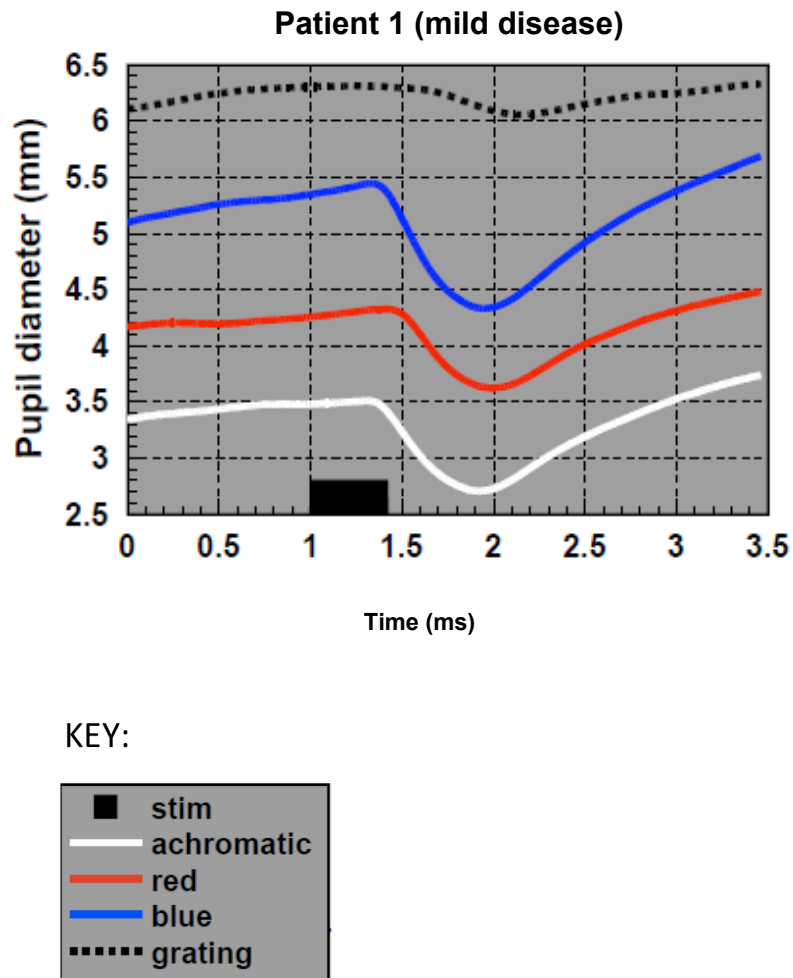 Patient 1 (mild disease)
Pupil diameter (mm)
6.5
6
5.5
5
4.5
4
3.5
3
2.5
0 0.5 1 1.5 2 2.5 3 3.5
Time (ms)
KEY:
stim
achromatic
red
blue
grating